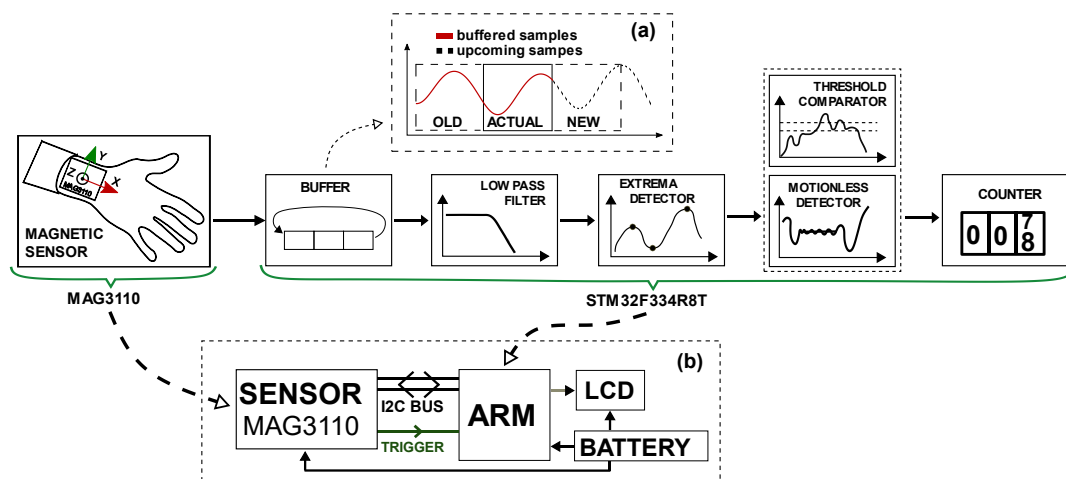 (a)
buffered samples
upcoming sampes
OLD
ACTUAL
NEW
THRESHOLD
COMPARATOR
Y
Z
X
MAG3110
MAGNETIC
SENSOR
BUFFER
LOW PASS
FILTER
EXTREMA
DETECTOR
MOTIONLESS
DETECTOR
COUNTER
0 0 7
8
MAG3110
STM32F334R8T
(b)
SENSOR
MAG3110
I2C BUS
TRIGGER
ARM
LCD
BATTERY